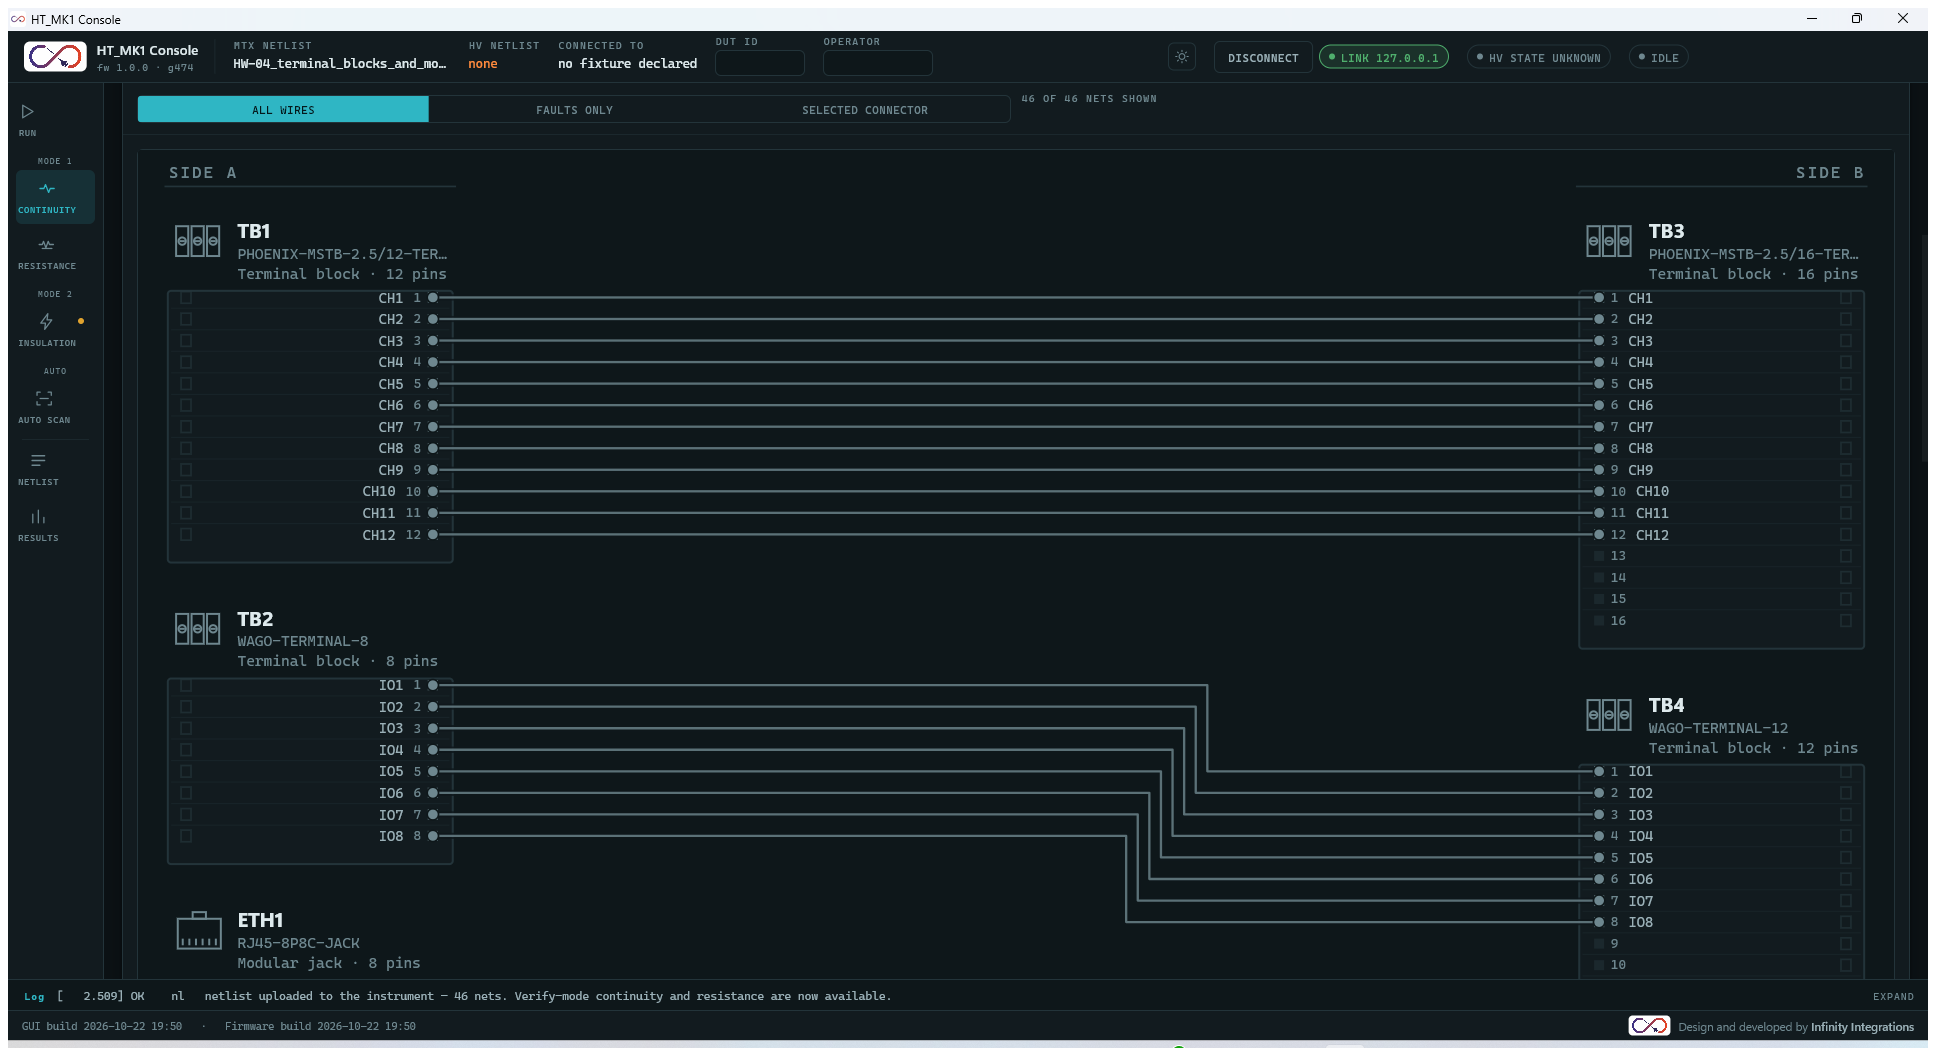 HT_MK1 Console
HT_MK1 Console
fw 1.0.0 · g474
MTX NETLIST
HW-04_terminal_blocks_and_mo…
HV NETLIST
none
CONNECTED TO
no fixture declared
DUT ID
OPERATOR
DISCONNECT
LINK 127.0.0.1
HV STATE UNKNOWN
IDLE
RUN
MODE 1
CONTINUITY
RESISTANCE
MODE 2
INSULATION
AUTO
AUTO SCAN
NETLIST
RESULTS
ALL WIRES
FAULTS ONLY
SELECTED CONNECTOR
46 OF 46 NETS SHOWN
SIDE A
TB1
PHOENIX-MSTB-2.5/12-TER…
Terminal block · 12 pins
CH1 1
CH2 2
CH3 3
CH4 4
CH5 5
CH6 6
CH7 7
CH8 8
CH9 9
CH10 10
CH11 11
CH12 12
TB2
WAGO-TERMINAL-8
Terminal block · 8 pins
IO1 1
IO2 2
IO3 3
IO4 4
IO5 5
IO6 6
IO7 7
IO8 8
ETH1
RJ45-8P8C-JACK
Modular jack · 8 pins
SIDE B
TB3
PHOENIX-MSTB-2.5/16-TER…
Terminal block · 16 pins
1 CH1
2 CH2
3 CH3
4 CH4
5 CH5
6 CH6
7 CH7
8 CH8
9 CH9
10 CH10
11 CH11
12 CH12
13
14
15
16
TB4
WAGO-TERMINAL-12
Terminal block · 12 pins
1 IO1
2 IO2
3 IO3
4 IO4
5 IO5
6 IO6
7 IO7
8 IO8
9
10
Log [ 2.509] OK nl netlist uploaded to the instrument — 46 nets. Verify-mode continuity and resistance are now available.
EXPAND
GUI build 2026-10-22 19:50 · Firmware build 2026-10-22 19:50
Design and developed by Infinity Integrations